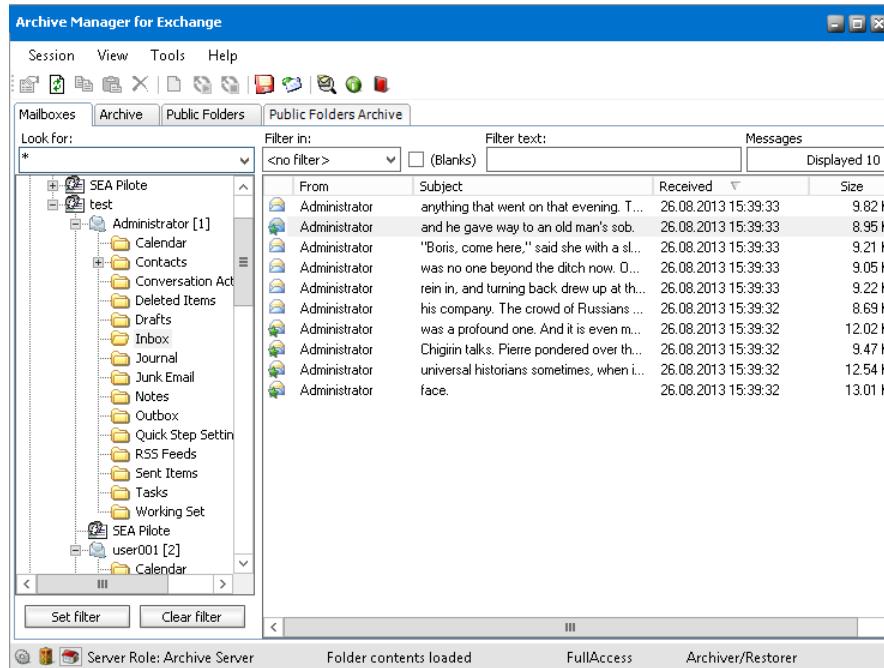 Archive Manager for Exchange
Session View Tools Help
Mailboxes Archive Public Folders Public Folders Archive
Look for:
*
Filter in: Filter text: Messages
<no filter> (Blanks) Displayed 10
SEA Pilote
test
Administrator [1]
Calendar
Contacts
Conversation Act
Deleted Items
Drafts
Inbox
Journal
Junk Email
Notes
Outbox
Quick Step Settin
RSS Feeds
Sent Items
Tasks
Working Set
SEA Pilote
user001 [2]
Calendar
Set filter Clear filter
From Subject Received Size
Administrator anything that went on that evening. T... 26.08.2013 15:39:33 9.82 K
Administrator and he gave way to an old man's sob. 26.08.2013 15:39:33 8.95 K
Administrator "Boris, come here," said she with a sl... 26.08.2013 15:39:33 9.21 K
Administrator was no one beyond the ditch now. O... 26.08.2013 15:39:33 9.05 K
Administrator rein in, and turning back drew up at th... 26.08.2013 15:39:33 9.22 K
Administrator his company. The crowd of Russians ... 26.08.2013 15:39:32 8.69 K
Administrator was a profound one. And it is even m... 26.08.2013 15:39:32 12.02 K
Administrator Chigirin talks. Pierre pondered over th... 26.08.2013 15:39:32 9.47 K
Administrator universal historians sometimes, when i... 26.08.2013 15:39:32 12.54 K
Administrator face. 26.08.2013 15:39:32 13.01 K
Server Role: Archive Server Folder contents loaded FullAccess Archiver/Restorer